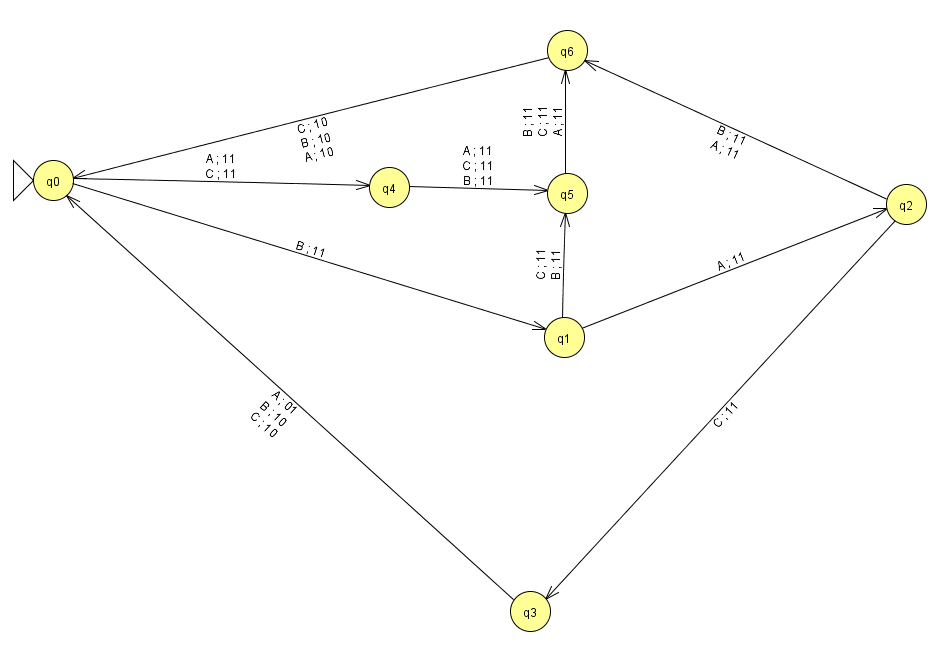 q6
B ; 11
C ; 11
A ; 11
C ; 10
B ; 10
A ; 10
B ; 11
A ; 11
A ; 11
C ; 11
A ; 11
C ; 11
B ; 11
q0
q4
q5
q2
B ; 11
C ; 11
B ; 11
A ; 11
q1
A ; 01
B ; 10
C ; 10
C ; 11
q3